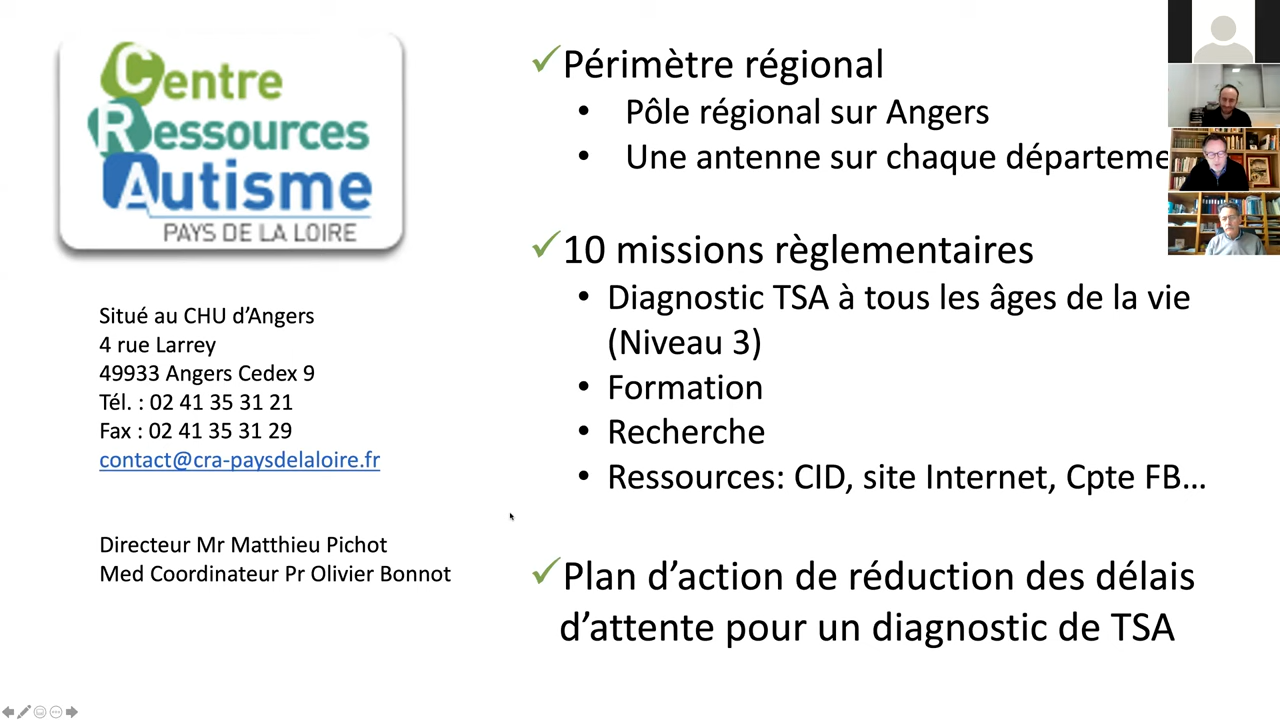 Centre
Ressources
Autisme
PAYS DE LA LOIRE
Situé au CHU d’Angers
4 rue Larrey
49933 Angers Cedex 9
Tél. : 02 41 35 31 21
Fax : 02 41 35 31 29
contact@cra-paysdelaloire.fr
Directeur Mr Matthieu Pichot
Med Coordinateur Pr Olivier Bonnot
✓Périmètre régional
• Pôle régional sur Angers
• Une antenne sur chaque départeme
✓10 missions règlementaires
• Diagnostic TSA à tous les âges de la vie
(Niveau 3)
• Formation
• Recherche
• Ressources: CID, site Internet, Cpte FB…
✓Plan d’action de réduction des délais
d’attente pour un diagnostic de TSA